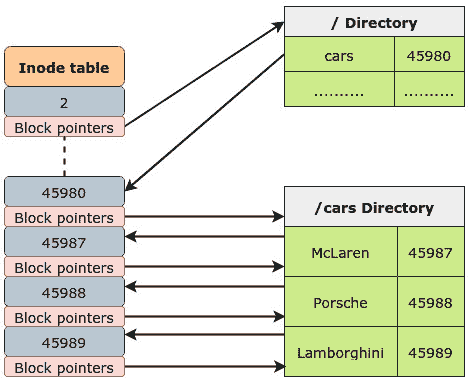 Inode table
2
Block pointers
45980
Block pointers
45987
Block pointers
45988
Block pointers
45989
Block pointers
/ Directory
cars 45980
.......... ..........
/cars Directory
McLaren 45987
Porsche 45988
Lamborghini 45989